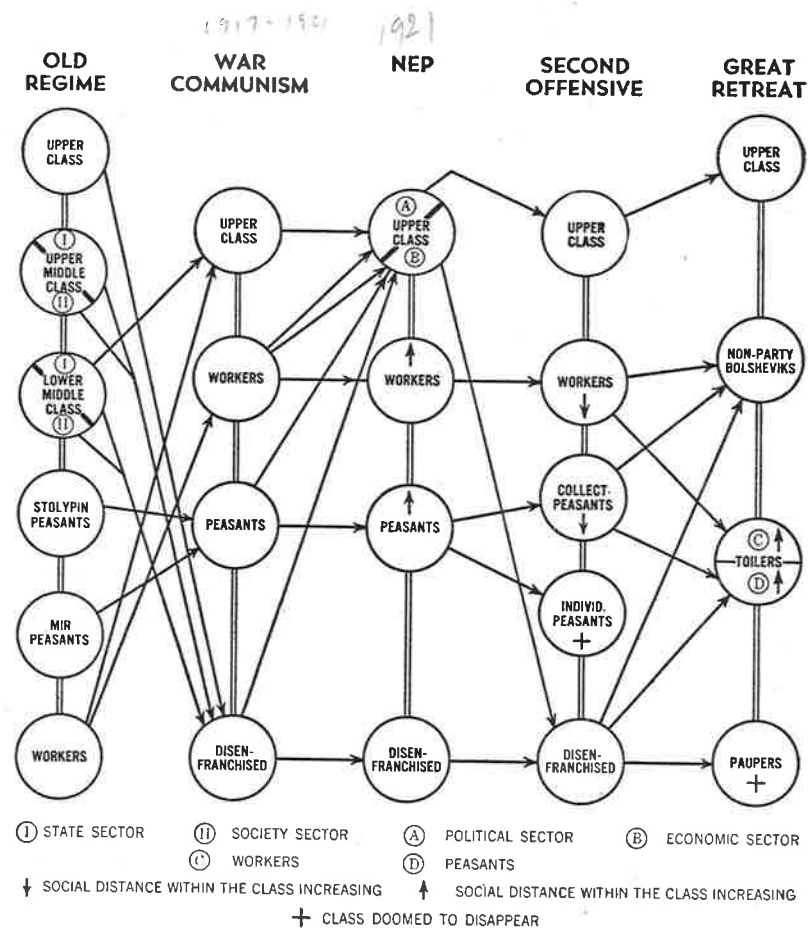 1917-1921
1921
OLD REGIME
WAR COMMUNISM
NEP
SECOND OFFENSIVE
GREAT RETREAT
UPPER CLASS
I
UPPER MIDDLE CLASS
II
I
LOWER MIDDLE CLASS
II
STOLYPIN PEASANTS
MIR PEASANTS
WORKERS
UPPER CLASS
WORKERS
PEASANTS
DISEN-FRANCHISED
A
UPPER CLASS
B
WORKERS
PEASANTS
DISEN-FRANCHISED
UPPER CLASS
WORKERS
COLLECT-PEASANTS
INDIVID. PEASANTS
+
DISEN-FRANCHISED
UPPER CLASS
NON-PARTY BOLSHEVIKS
C
TOILERS
D
PAUPERS
+
I STATE SECTOR
II SOCIETY SECTOR
A POLITICAL SECTOR
B ECONOMIC SECTOR
C WORKERS
D PEASANTS
↓ SOCIAL DISTANCE WITHIN THE CLASS INCREASING
↑ SOCIAL DISTANCE WITHIN THE CLASS INCREASING
+ CLASS DOOMED TO DISAPPEAR